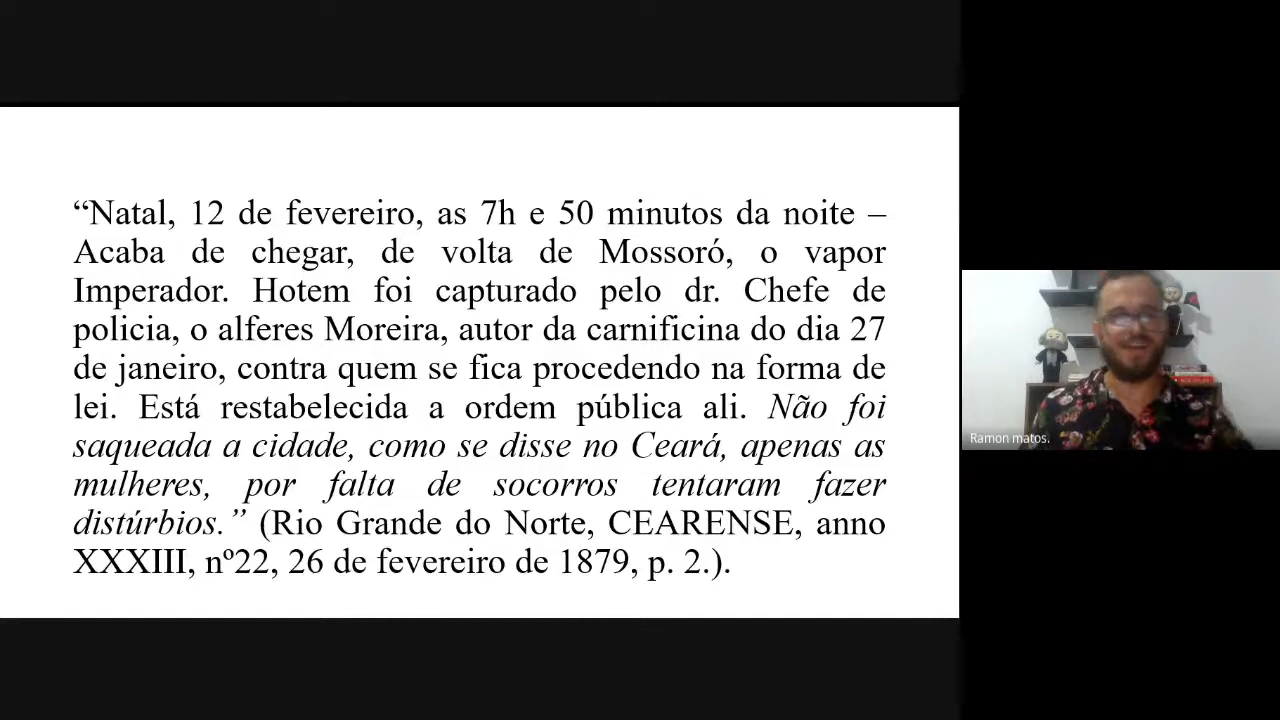 “Natal, 12 de fevereiro, as 7h e 50 minutos da noite –
Acaba de chegar, de volta de Mossoró, o vapor
Imperador. Hotem foi capturado pelo dr. Chefe de
policia, o alferes Moreira, autor da carnificina do dia 27
de janeiro, contra quem se fica procedendo na forma de
lei. Está restabelecida a ordem pública ali. Não foi
saqueada a cidade, como se disse no Ceará, apenas as
mulheres, por falta de socorros tentaram fazer
distúrbios.” (Rio Grande do Norte, CEARENSE, anno
XXXIII, nº22, 26 de fevereiro de 1879, p. 2.).
Ramon matos.